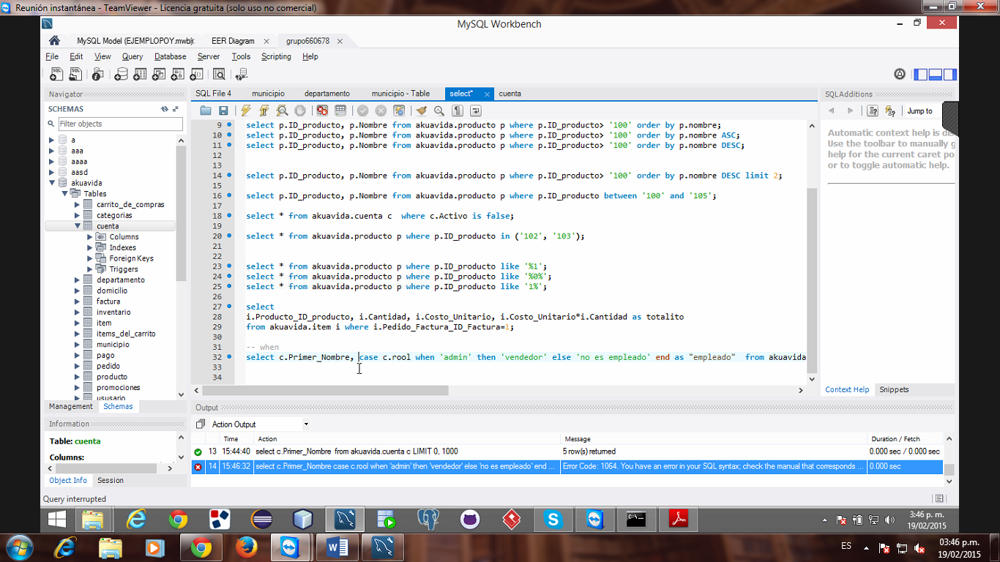 Reunión instantánea - TeamViewer - Licencia gratuita (solo uso no comercial)
MySQL Workbench
MySQL Model (EJEMPLOPOY.mwb) EER Diagram grupo660678
File Edit View Query Database Server Tools Scripting Help
Navigator
SQL File 4 municipio departamento municipio - Table select* cuenta
SQLAdditions
SCHEMAS
Filter objects
Jump to
a
aaa
aaaa
aasd
akuavida
Tables
carrito_de_compras
categorias
cuenta
Columns
Indexes
Foreign Keys
Triggers
departamento
domicilio
factura
inventario
item
items_del_carrito
municipio
pago
pedido
producto
promociones
ususario
Management Schemas
9 select p.ID_producto, p.Nombre from akuavida.producto p where p.ID_producto> '100' order by p.nombre;
10 select p.ID_producto, p.Nombre from akuavida.producto p where p.ID_producto> '100' order by p.nombre ASC;
11 select p.ID_producto, p.Nombre from akuavida.producto p where p.ID_producto> '100' order by p.nombre DESC;
12
13
14 select p.ID_producto, p.Nombre from akuavida.producto p where p.ID_producto> '100' order by p.nombre DESC limit 2;
15
16 select p.ID_producto, p.Nombre from akuavida.producto p where p.ID_producto between '100' and '105';
17
18 select * from akuavida.cuenta c  where c.Activo is false;
19
20 select * from akuavida.producto p where p.ID_producto in ('102', '103');
21
22
23 select * from akuavida.producto p where p.ID_producto like '%1';
24 select * from akuavida.producto p where p.ID_producto like '%0%';
25 select * from akuavida.producto p where p.ID_producto like '1%';
26
27 select
28 i.Producto_ID_producto, i.Cantidad, i.Costo_Unitario, i.Costo_Unitario*i.Cantidad as totalito
29 from akuavida.item i where i.Pedido_Factura_ID_Factura=1;
30
31 -- when
32 select c.Primer_Nombre, case c.rool when 'admin' then 'vendedor' else 'no es empleado' end as "empleado"  from akuavida
33
34
Automatic context help is dis
Use the toolbar to manually g
help for the current caret pos
or to toggle automatic help.
Context Help Snippets
Information
Table: cuenta
Columns:
Object Info Session
Output
Action Output
Time Action Message Duration / Fetch
13 15:44:40 select c.Primer_Nombre from akuavida.cuenta c LIMIT 0, 1000 5 row(s) returned 0.000 sec / 0.000 sec
14 15:46:32 select c.Primer_Nombre case c.rool when 'admin' then 'vendedor' else 'no es empleado' end ... Error Code: 1064. You have an error in your SQL syntax; check the manual that corresponds ... 0.000 sec
Query interrupted
3:46 p. m.
19/02/2015
ES
03:46 p.m.
19/02/2015